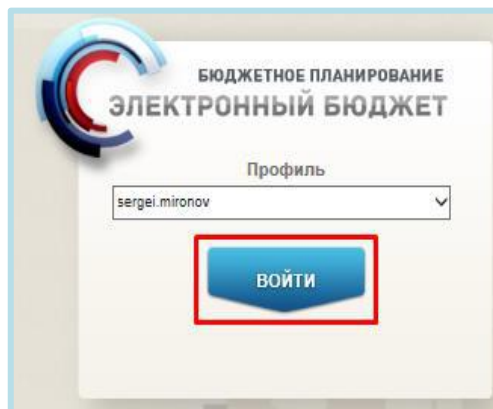 БЮДЖЕТНОЕ ПЛАНИРОВАНИЕ
ЭЛЕКТРОННЫЙ БЮДЖЕТ
Профиль
sergei.mironov
ВОЙТИ